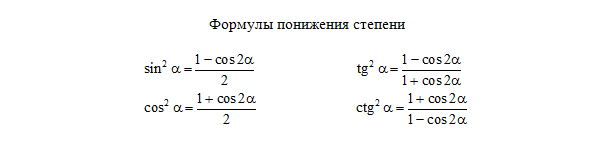 Формулы понижения степени
sin² α = (1 − cos 2α)/2    tg² α = (1 − cos 2α)/(1 + cos 2α)
cos² α = (1 + cos 2α)/2    ctg² α = (1 + cos 2α)/(1 − cos 2α)